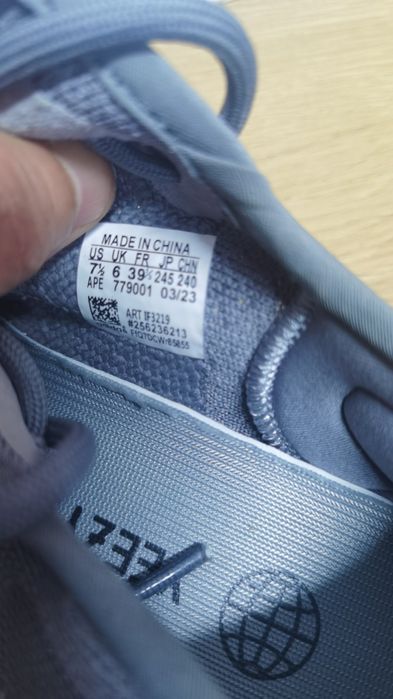 MADE IN CHINA
US UK FR JP CHN
7½ 6 39⅓ 245 240
APE 779001 03/23
ART IF3219
#256236213
YEEZY